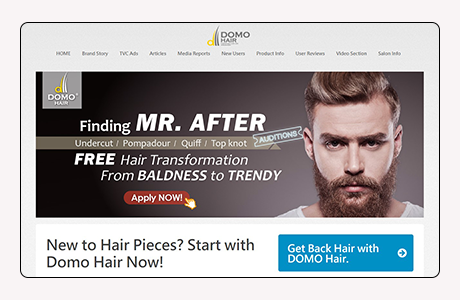 DOMO
HAIR
HOME Brand Story TVC Ads Articles Media Reports New Users Product Info User Reviews Video Section Salon Info
DOMO
HAIR
Finding MR. AFTER
AUDITIONS
Undercut / Pompadour / Quiff / Top knot
FREE Hair Transformation
From BALDNESS to TRENDY
Apply NOW!
New to Hair Pieces? Start with
Domo Hair Now!
Get Back Hair with
DOMO Hair.